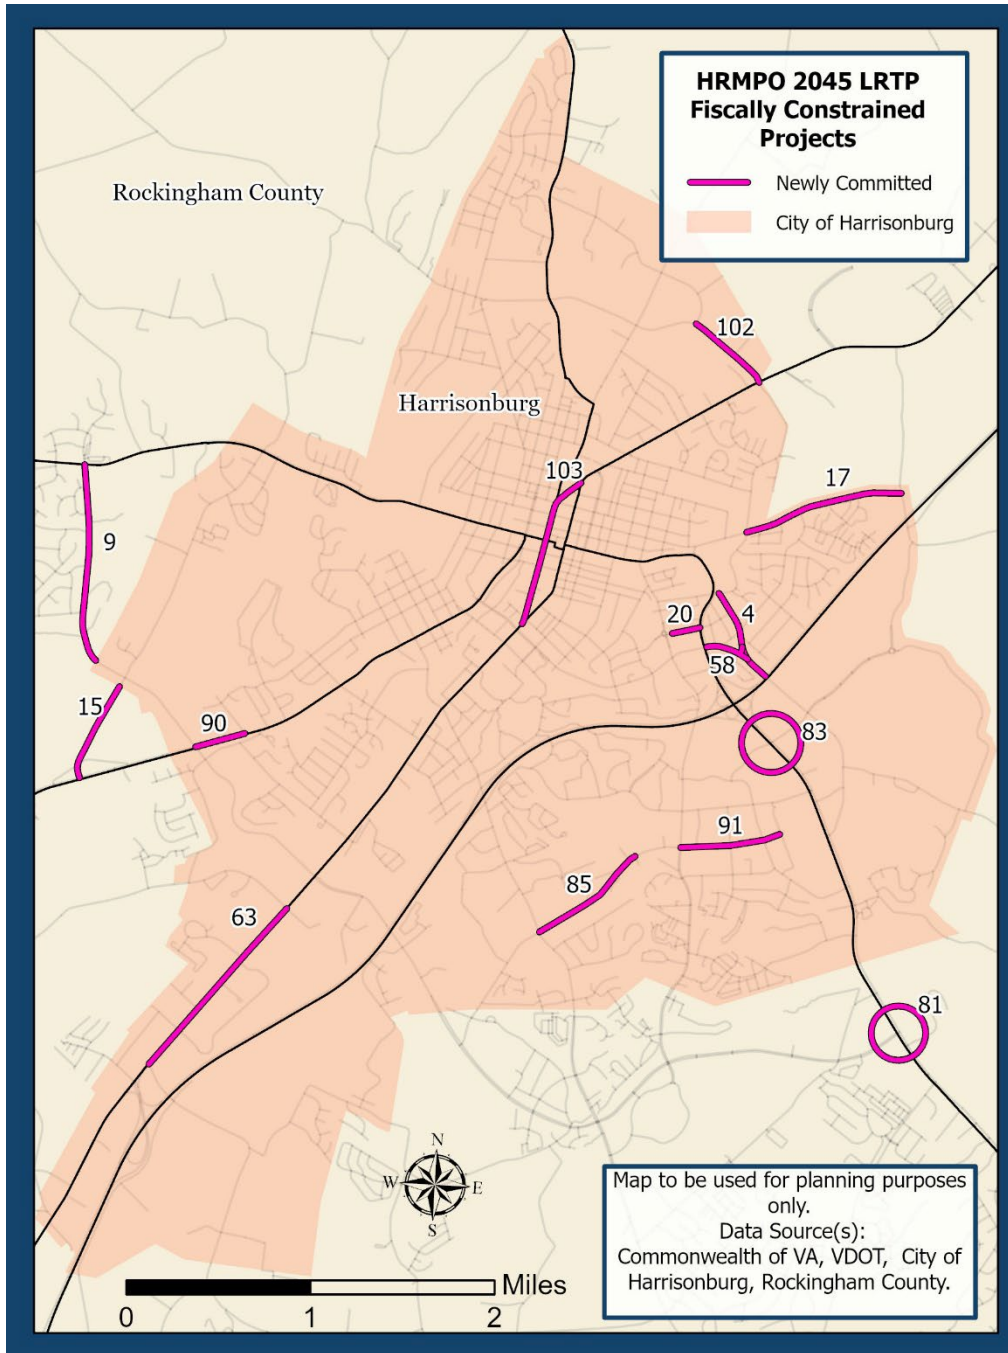 HRMPO 2045 LRTP
Fiscally Constrained
Projects
Newly Committed
City of Harrisonburg
Rockingham County
Harrisonburg
102
103
17
9
20
4
58
15
90
83
91
85
63
81
N
W
E
S
Miles
0
1
2
Map to be used for planning purposes
only.
Data Source(s):
Commonwealth of VA, VDOT, City of
Harrisonburg, Rockingham County.